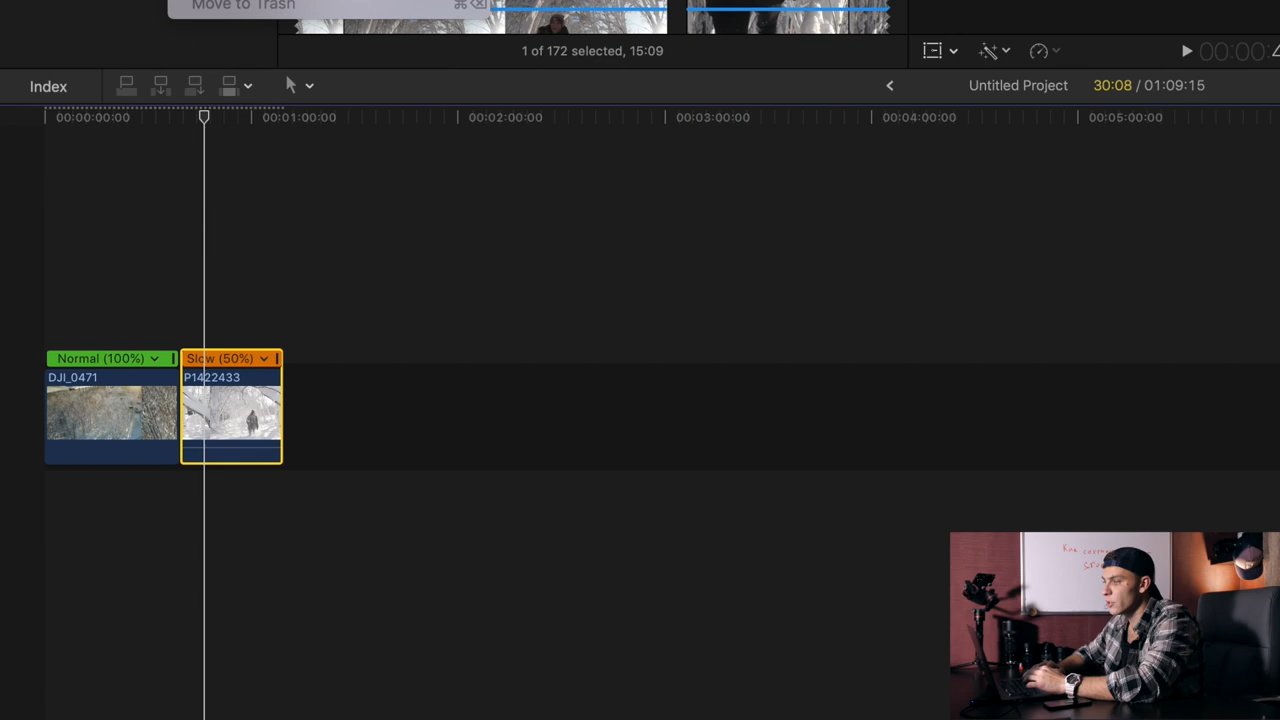 Move to Trash ⌘⌫
1 of 172 selected, 15:09
Index
Untitled Project
30:08 / 01:09:15
00:00:00:00
00:01:00:00
00:02:00:00
00:03:00:00
00:04:00:00
00:05:00:00
Normal (100%)
Slow (50%)
DJI_0471
P1422433